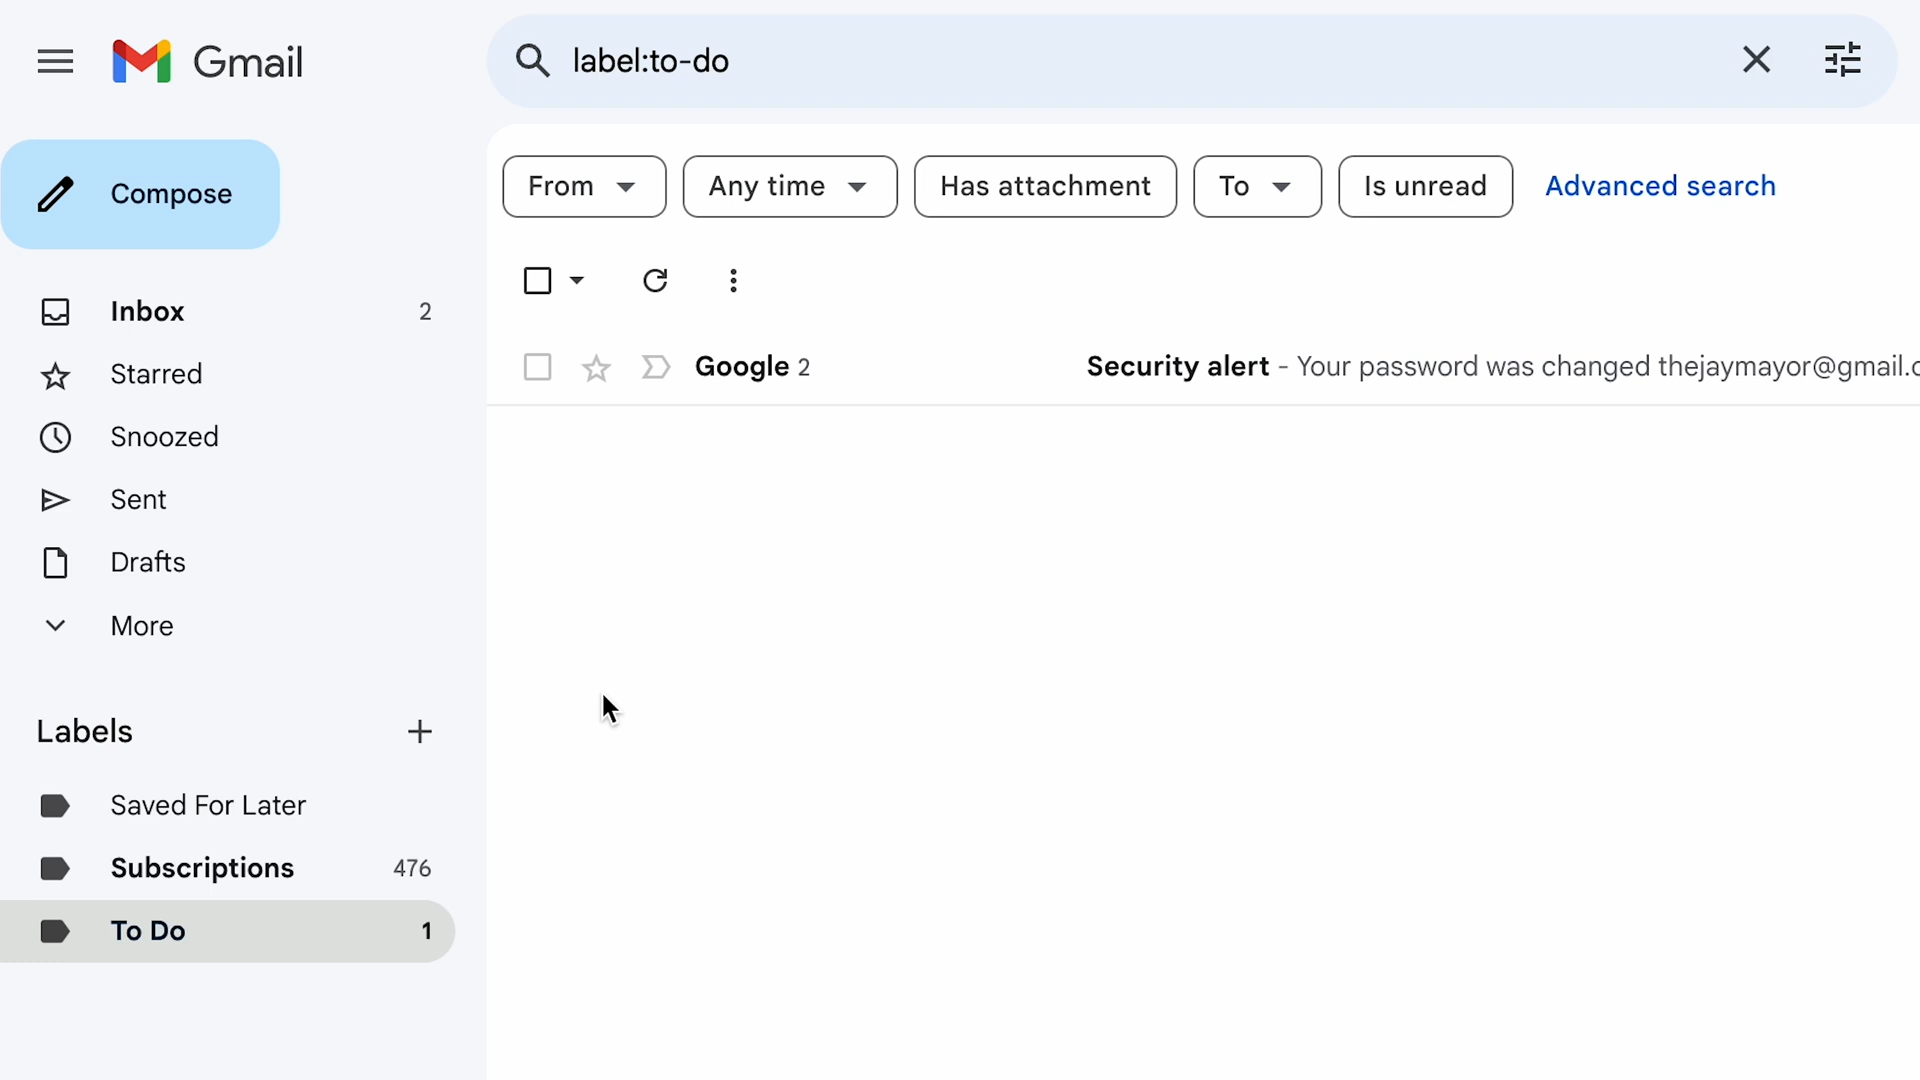 Gmail
label:to-do
Compose
From
Any time
Has attachment
To
Is unread
Advanced search
Inbox 2
Starred
Snoozed
Sent
Drafts
More
Google 2 Security alert - Your password was changed thejaymayor@gmail.c
Labels
Saved For Later
Subscriptions 476
To Do 1